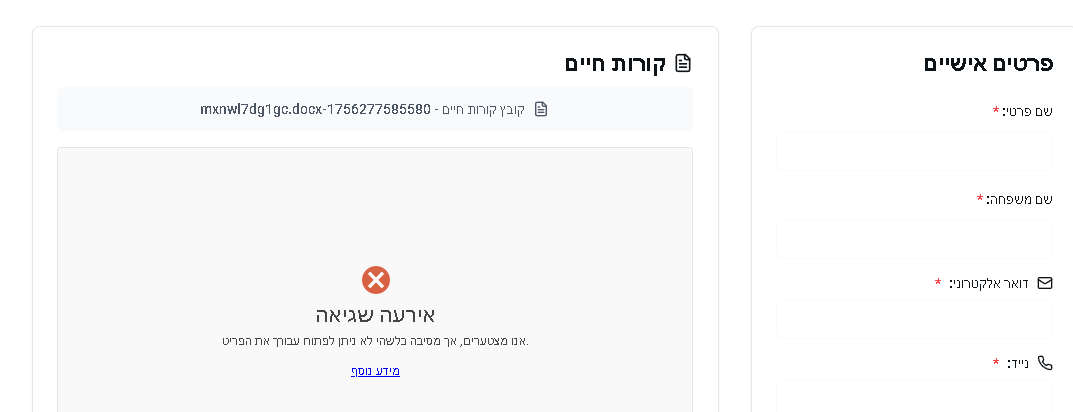 פרטים אישיים
שם פרטי: *
שם משפחה: *
דואר אלקטרוני: *
נייד: *
קורות חיים
קובץ קורות חיים - 1756277585580-mxnwl7dg1gc.docx
אירעה שגיאה
אנו מצטערים, אך מסיבה כלשהי לא ניתן לפתוח עבורך את הפריט.
מידע נוסף